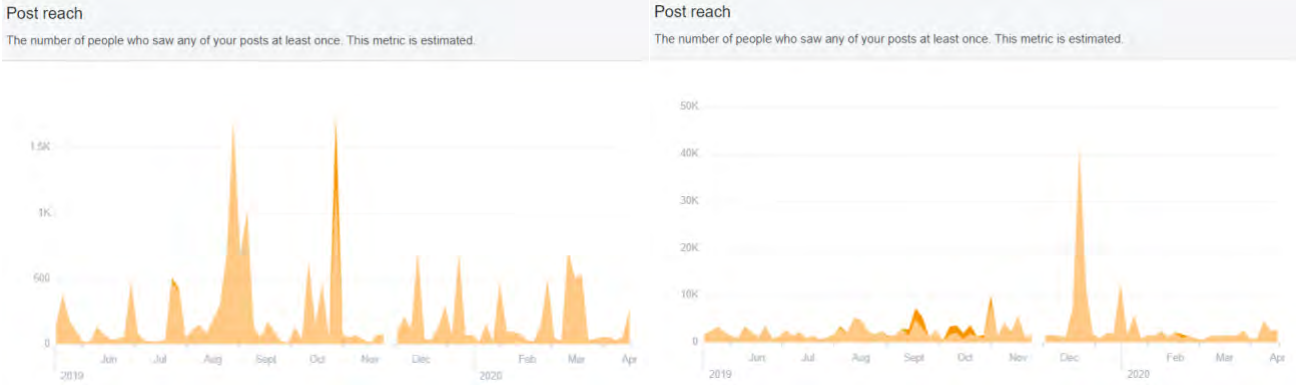 Post reach
The number of people who saw any of your posts at least once. This metric is estimated.
1.5K
1K
500
0
Jun Jul Aug Sept Oct Nov Dec Feb Mar Apr
2019 2020
Post reach
The number of people who saw any of your posts at least once. This metric is estimated.
50K
40K
30K
20K
10K
0
Jun Jul Aug Sept Oct Nov Dec Feb Mar Apr
2019 2020